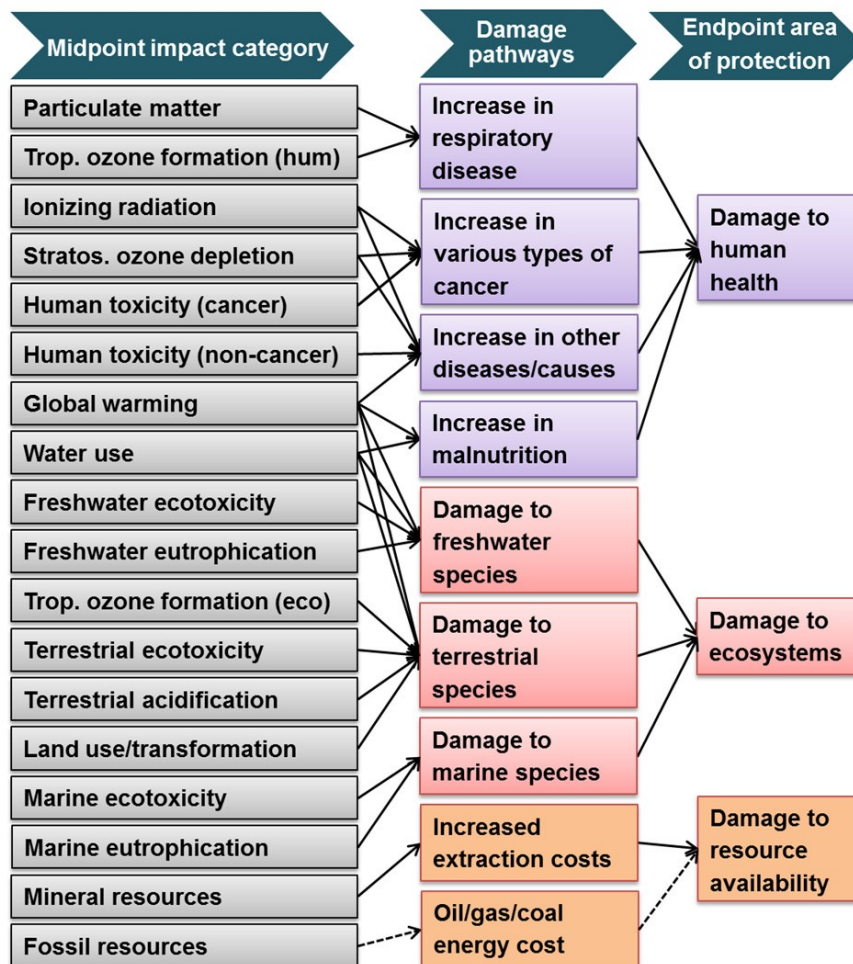 Midpoint impact category
Damage
pathways
Endpoint area
of protection
Particulate matter
Trop. ozone formation (hum)
Ionizing radiation
Stratos. ozone depletion
Human toxicity (cancer)
Human toxicity (non-cancer)
Global warming
Water use
Freshwater ecotoxicity
Freshwater eutrophication
Trop. ozone formation (eco)
Terrestrial ecotoxicity
Terrestrial acidification
Land use/transformation
Marine ecotoxicity
Marine eutrophication
Mineral resources
Fossil resources
Increase in
respiratory
disease
Increase in
various types of
cancer
Increase in other
diseases/causes
Increase in
malnutrition
Damage to
freshwater
species
Damage to
terrestrial
species
Damage to
marine species
Increased
extraction costs
Oil/gas/coal
energy cost
Damage to
human
health
Damage to
ecosystems
Damage to
resource
availability